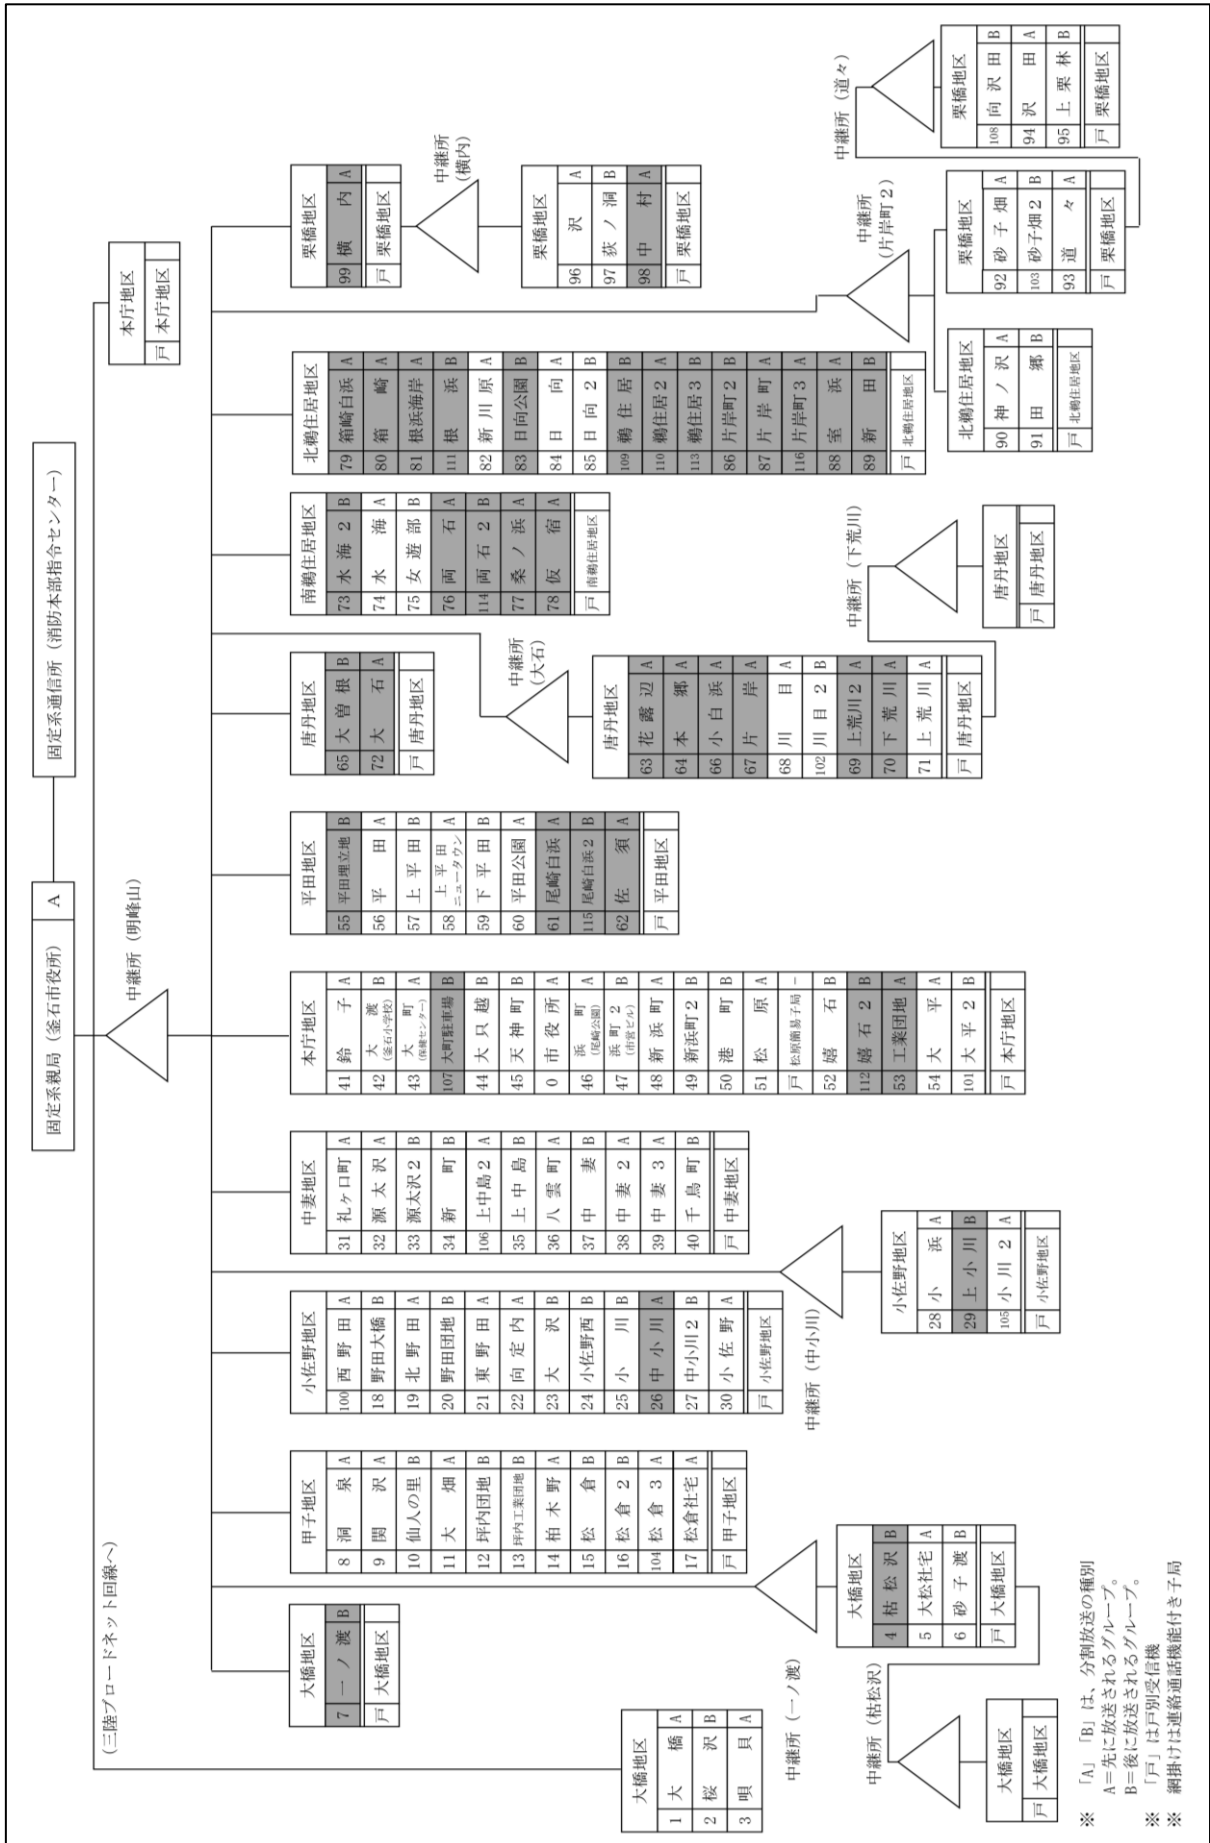 固定系親局（釜石市役所） A
固定系通信所（消防本部指令センター）
（三陸ブロードネット回線へ）
中継所（明峰山）
本庁地区
戸 本庁地区
大橋地区
1 大橋 A
2 桜沢 B
3 唄貝 A
大橋地区
7 一ノ渡 B
戸 大橋地区
中継所（一ノ渡）
大橋地区
4 枯松沢 B
5 大松社宅 A
6 砂子渡 B
戸 大橋地区
中継所（枯松沢）
大橋地区
戸 大橋地区
甲子地区
8 洞泉 A
9 関沢 A
10 仙人の里 B
11 大畑 A
12 坪内団地 B
13 坪内工業団地 B
14 柏木野 A
15 松倉 B
16 松倉2 B
104 松倉3 A
17 松倉社宅 A
戸 甲子地区
小佐野地区
100 西野田 A
18 野田大橋 B
19 北野田 A
20 野田団地 B
21 東野田 A
22 向定内 A
23 大沢 B
24 小佐野西 B
25 小川 B
26 中小川 A
27 中小川2 B
30 小佐野 A
戸 小佐野地区
中継所（中小川）
小佐野地区
28 小浜 A
29 上小川 B
105 小川2 A
戸 小佐野地区
中妻地区
31 礼ヶ口町 A
32 源太沢 A
33 源太沢2 B
34 新町 B
106 上中島2 A
35 上中島 B
36 八雲町 A
37 中妻 B
38 中妻2 A
39 中妻3 A
40 千鳥町 B
戸 中妻地区
本庁地区
41 鈴子 A
42 大渡（釜石小学校） B
43 大町（保健センター） A
107 大町駐車場 B
44 大只越 B
45 天神町 B
0 市役所 A
46 浜町（尾崎公園） A
47 浜町2（市営ビル） B
48 新浜町 A
49 新浜町2 B
50 港町 B
51 松原 A
戸 松原簡易子局 －
52 嬉石 B
112 嬉石2 B
53 工業団地 A
54 大平 A
101 大平2 B
戸 本庁地区
平田地区
55 平田埋立地 B
56 平田 A
57 上平田 B
58 上平田ニュータウン A
59 下平田 B
60 平田公園 A
61 尾崎白浜 A
115 尾崎白浜2 B
62 佐須 A
戸 平田地区
唐丹地区
65 大曽根 B
72 大石 A
戸 唐丹地区
中継所（大石）
唐丹地区
63 花露辺 A
64 本郷 A
66 小白浜 A
67 片岸 A
68 川目 A
102 川目2 B
69 上荒川2 A
70 下荒川 A
71 上荒川 A
戸 唐丹地区
中継所（下荒川）
唐丹地区
戸 唐丹地区
南鵜住居地区
73 水海2 B
74 水海 A
75 女遊部 B
76 両石 A
114 両石2 B
77 桑ノ浜 A
78 仮宿 A
戸 南鵜住居地区
北鵜住居地区
79 箱崎白浜 A
80 箱崎 A
81 根浜海岸 A
111 根浜 B
82 新川原 A
83 日向公園 B
84 日向 A
85 日向2 B
109 鵜住居 B
110 鵜住居2 A
113 鵜住居3 B
86 片岸町2 B
87 片岸町 A
116 片岸町3 A
88 室浜 A
89 新田 B
戸 北鵜住居地区
栗橋地区
99 横内 A
戸 栗橋地区
中継所（横内）
栗橋地区
96 沢 A
97 荻ノ洞 B
98 中村 A
戸 栗橋地区
中継所（片岸町2）
北鵜住居地区
90 神ノ沢 A
91 田郷 B
戸 北鵜住居地区
栗橋地区
92 砂子畑 A
103 砂子畑2 B
93 道々 A
戸 栗橋地区
中継所（道々）
栗橋地区
108 向沢田 B
94 沢田 A
95 上栗林 B
戸 栗橋地区
※ 「A」「B」は、分割放送の種別
A＝先に放送されるグループ。
B＝後に放送されるグループ。
※ 「戸」は戸別受信機
※ 網掛けは連絡通話機能付き子局